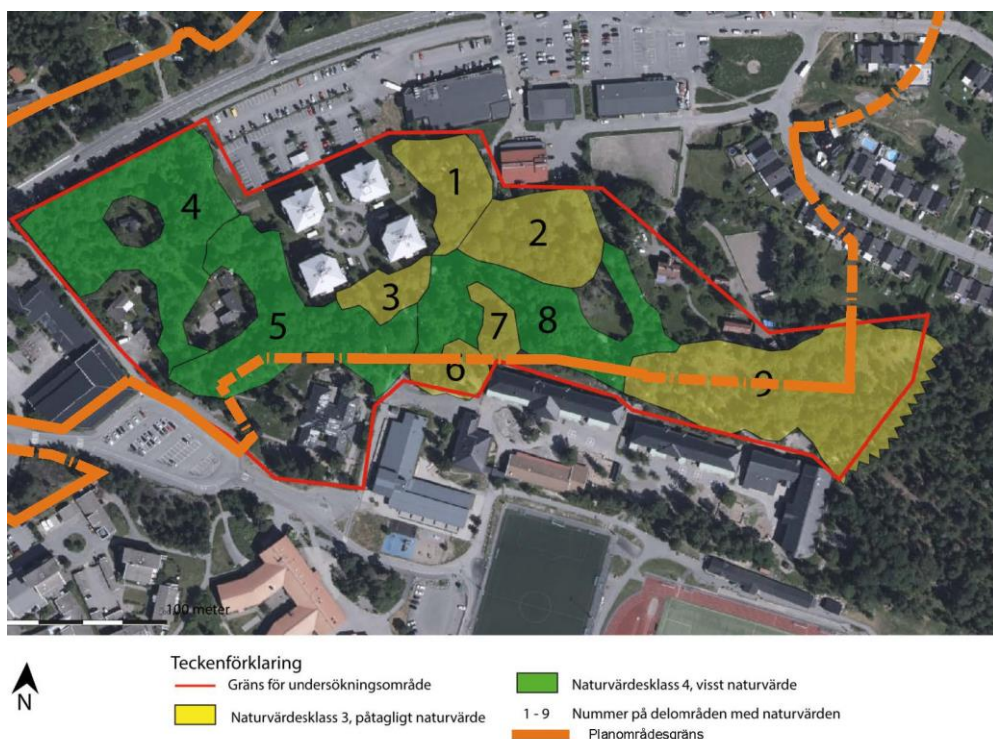 1
2
3
4
5
6
7
8
9
100 meter
N
Teckenförklaring
Gräns för undersökningsområde
Naturvärdesklass 3, påtagligt naturvärde
Naturvärdesklass 4, visst naturvärde
1 - 9 Nummer på delområden med naturvärden
Planområdesgräns